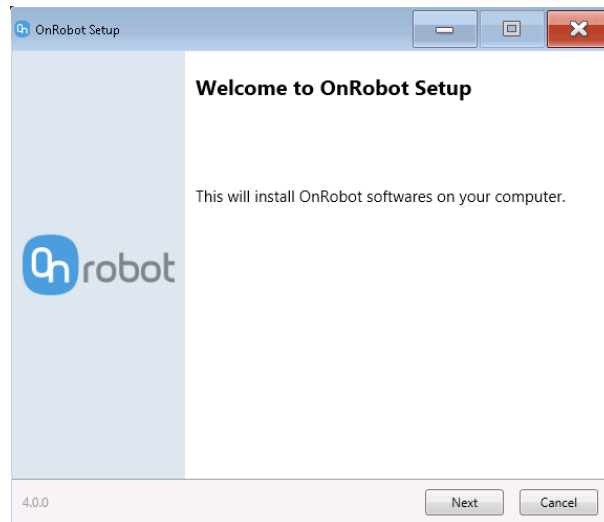 OnRobot Setup
Welcome to OnRobot Setup
This will install OnRobot softwares on your computer.
On robot
4.0.0
Next
Cancel